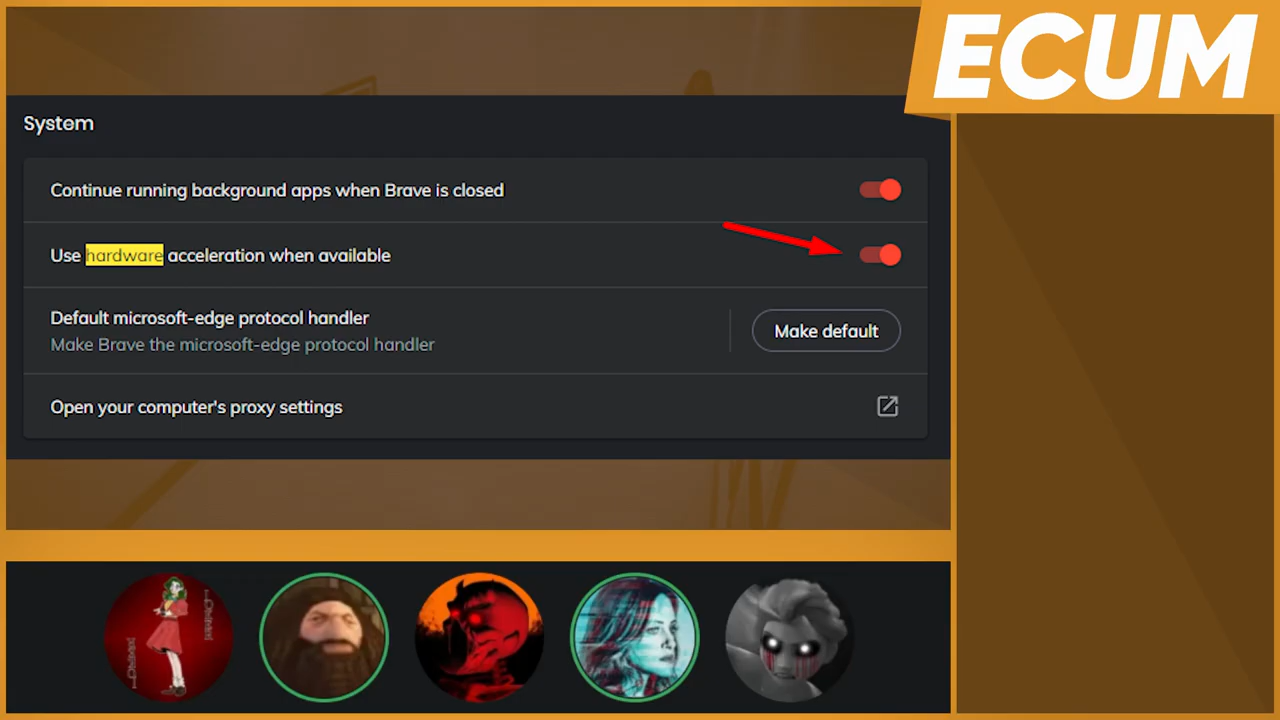 ECUM
System
Continue running background apps when Brave is closed
Use hardware acceleration when available
Default microsoft-edge protocol handler
Make Brave the microsoft-edge protocol handler
Make default
Open your computer's proxy settings